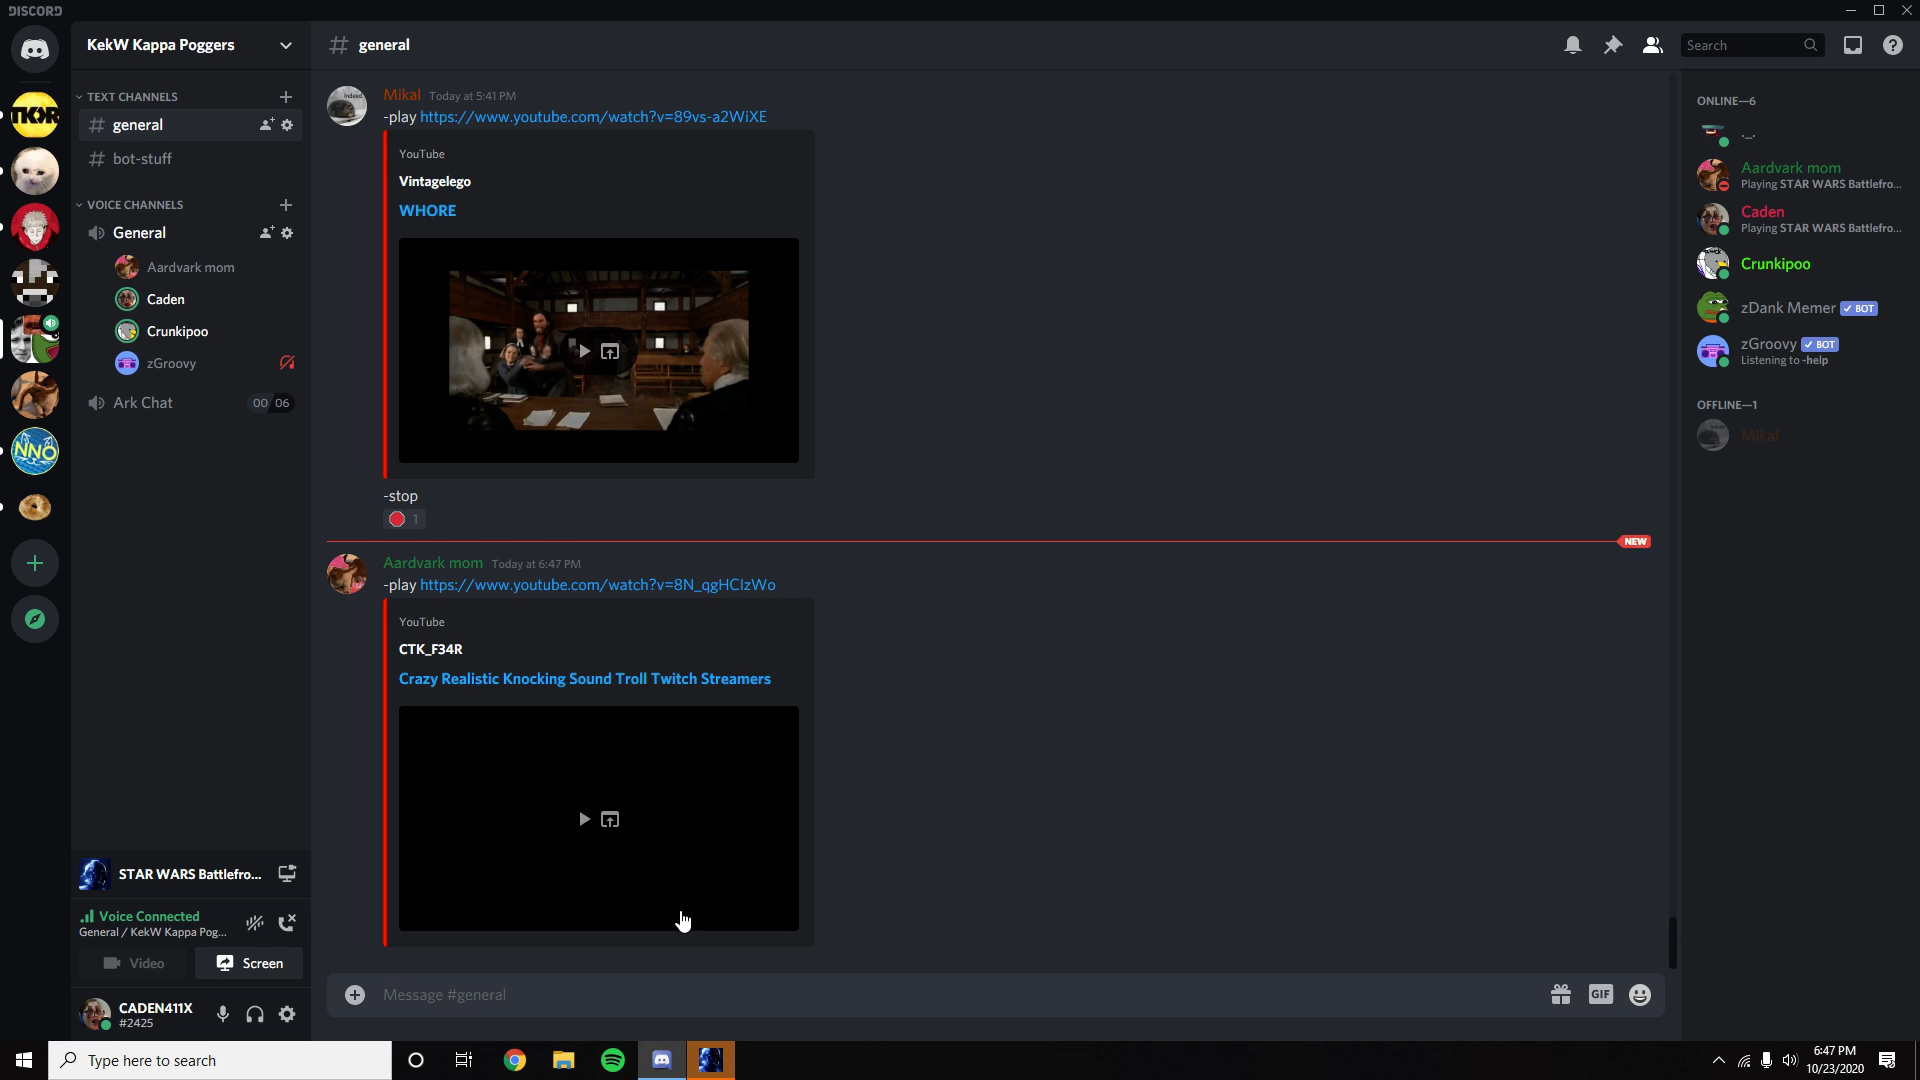 DISCORD
KekW Kappa Poggers
general
Search
TEXT CHANNELS
general
bot-stuff
VOICE CHANNELS
General
Aardvark mom
Caden
Crunkipoo
zGroovy
Ark Chat
00 06
TKOR
NNO
STAR WARS Battlefro...
Voice Connected
General / KekW Kappa Pog...
Video
Screen
CADEN411X
#2425
Mikal Today at 5:41 PM
-play https://www.youtube.com/watch?v=89vs-a2WiXE
YouTube
Vintagelego
WHORE
-stop
1
NEW
Aardvark mom Today at 6:47 PM
-play https://www.youtube.com/watch?v=8N_qgHClzWo
YouTube
CTK_F34R
Crazy Realistic Knocking Sound Troll Twitch Streamers
Message #general
GIF
ONLINE—6
._.
Aardvark mom
Playing STAR WARS Battlefro...
Caden
Playing STAR WARS Battlefro...
Crunkipoo
zDank Memer BOT
zGroovy BOT
Listening to -help
OFFLINE—1
Mikal
Type here to search
6:47 PM
10/23/2020